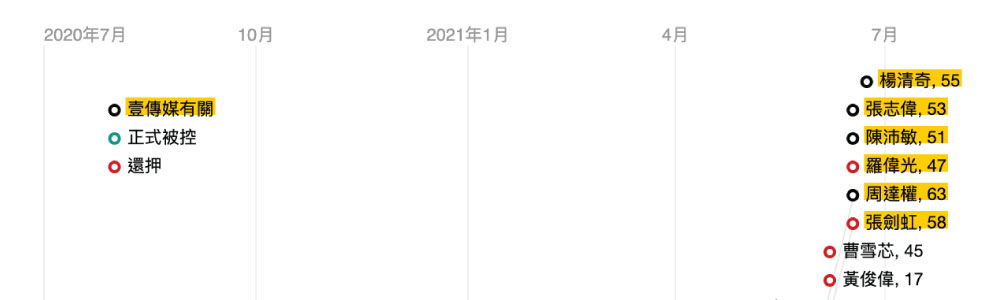 2020年7月 10月 2021年1月 4月 7月
楊清奇, 55
壹傳媒有關 張志偉, 53
正式被控 陳沛敏, 51
還押 羅偉光, 47
周達權, 63
張劍虹, 58
曹雪芯, 45
黃俊偉, 17